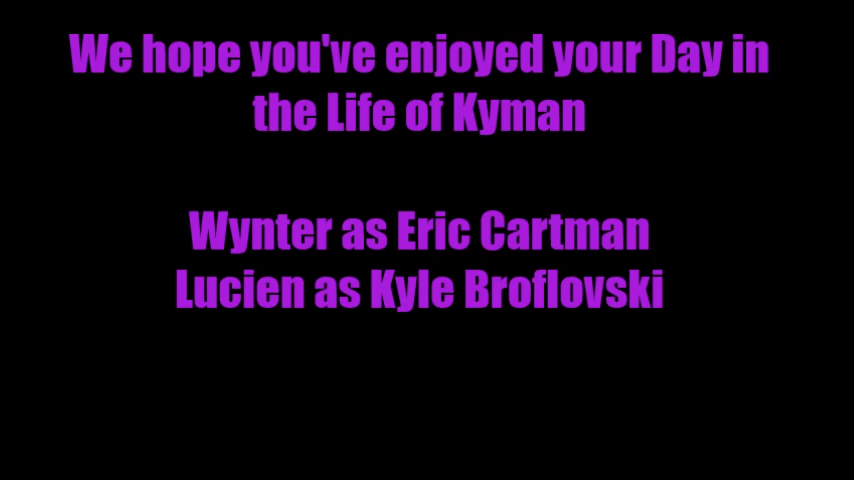 We hope you've enjoyed your Day in
the Life of Kyman
Wynter as Eric Cartman
Lucien as Kyle Broflovski